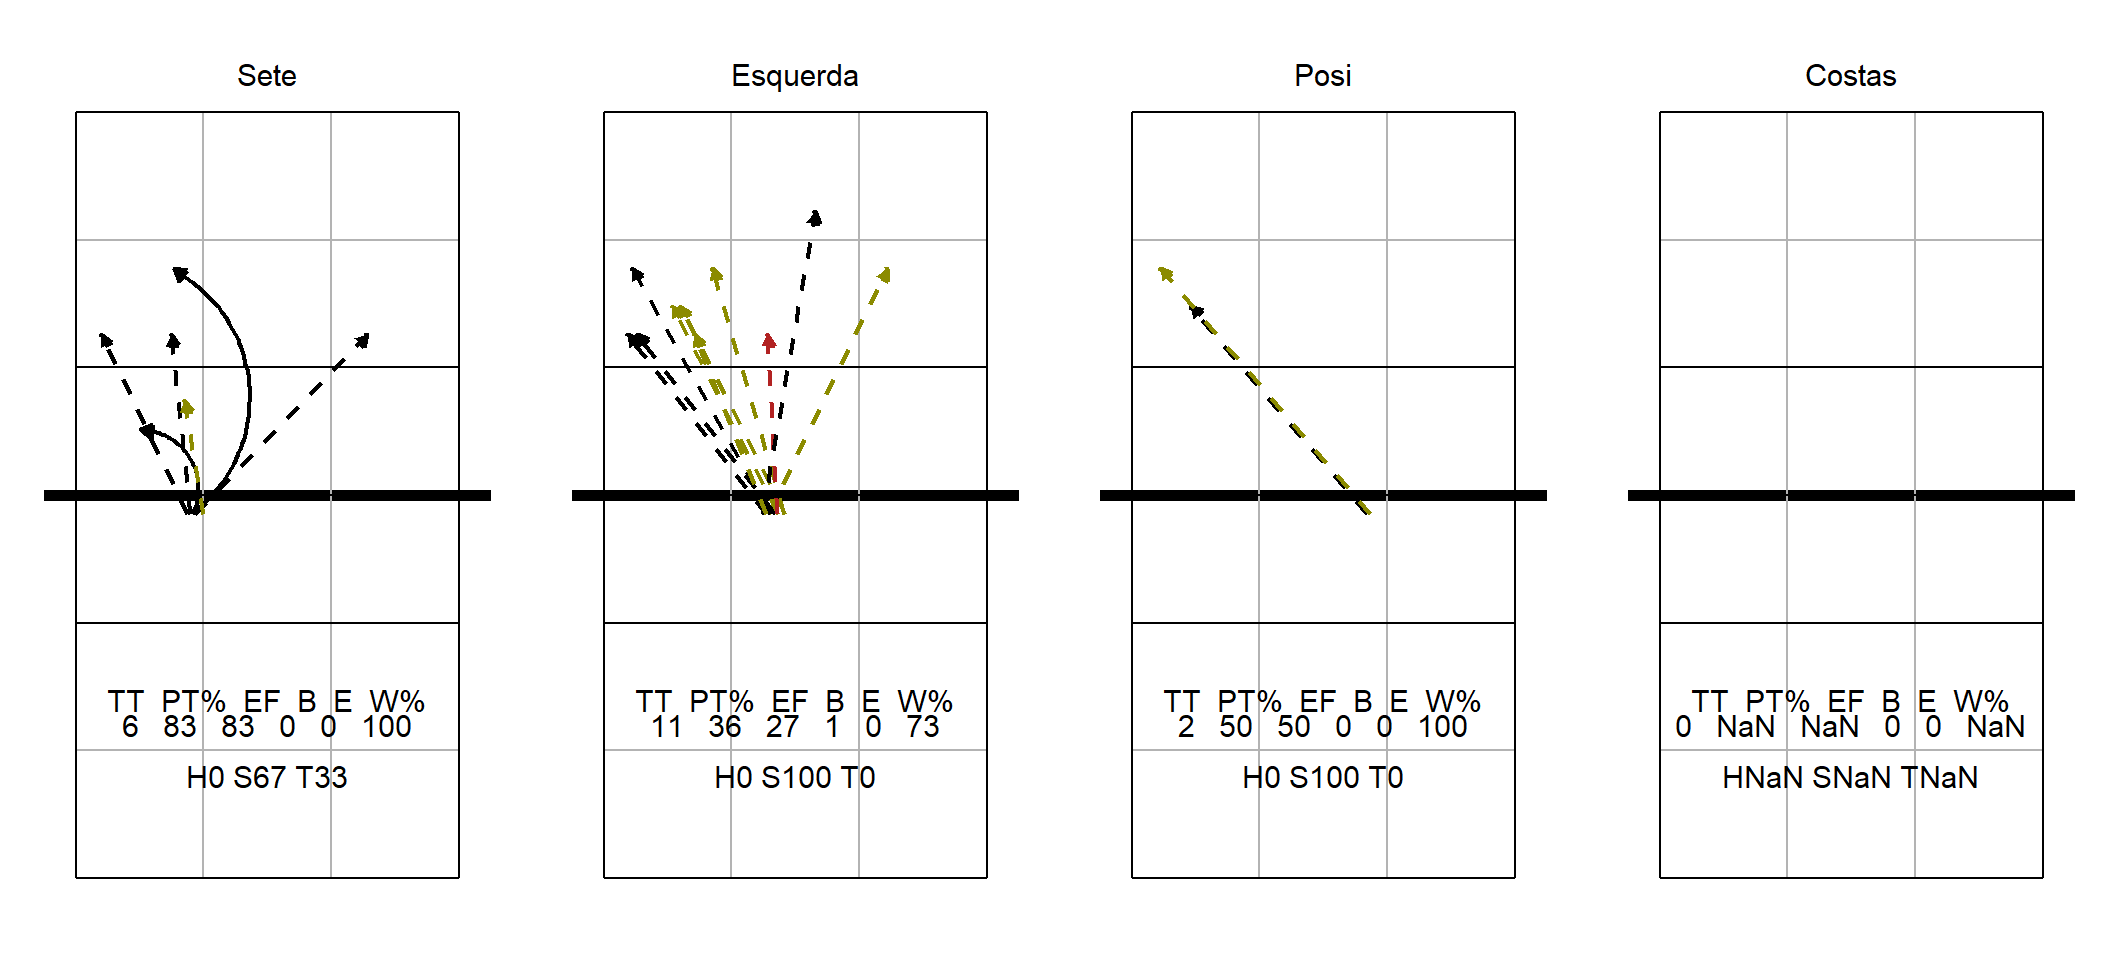 Sete
TT PT% EF B E W%
6 83 83 0 0 100
H0 S67 T33
Esquerda
TT PT% EF B E W%
11 36 27 1 0 73
H0 S100 T0
Posi
TT PT% EF B E W%
2 50 50 0 0 100
H0 S100 T0
Costas
TT PT% EF B E W%
0 NaN NaN 0 0 NaN
HNaN SNaN TNaN